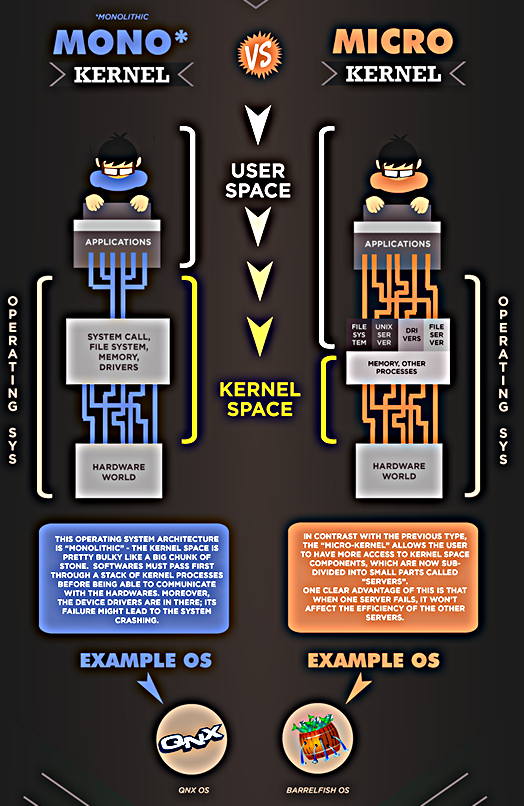 *MONOLITHIC
MONO*
KERNEL
VS
MICRO
KERNEL
USER
SPACE
APPLICATIONS
APPLICATIONS
OPERATING SYS
SYSTEM CALL,
FILE SYSTEM,
MEMORY,
DRIVERS
FILE
SYS
TEM
UNIX
SER
VER
DRI
VERS
FILE
SER
VER
MEMORY, OTHER
PROCESSES
OPERATING SYS
KERNEL
SPACE
HARDWARE
WORLD
HARDWARE
WORLD
THIS OPERATING SYSTEM ARCHITECTURE
IS "MONOLITHIC" - THE KERNEL SPACE IS
PRETTY BULKY LIKE A BIG CHUNK OF
STONE. SOFTWARES MUST PASS FIRST
THROUGH A STACK OF KERNEL PROCESSES
BEFORE BEING ABLE TO COMMUNICATE
WITH THE HARDWARES. MOREOVER,
THE DEVICE DRIVERS ARE IN THERE; ITS
FAILURE MIGHT LEAD TO THE SYSTEM
CRASHING.
IN CONTRAST WITH THE PREVIOUS TYPE,
THE "MICRO-KERNEL" ALLOWS THE USER
TO HAVE MORE ACCESS TO KERNEL SPACE
COMPONENTS, WHICH ARE NOW SUB-
DIVIDED INTO SMALL PARTS CALLED
"SERVERS".
ONE CLEAR ADVANTAGE OF THIS IS THAT
WHEN ONE SERVER FAILS, IT WON'T
AFFECT THE EFFICIENCY OF THE OTHER
SERVERS.
EXAMPLE OS
EXAMPLE OS
QNX
QNX OS
BARRELFISH OS